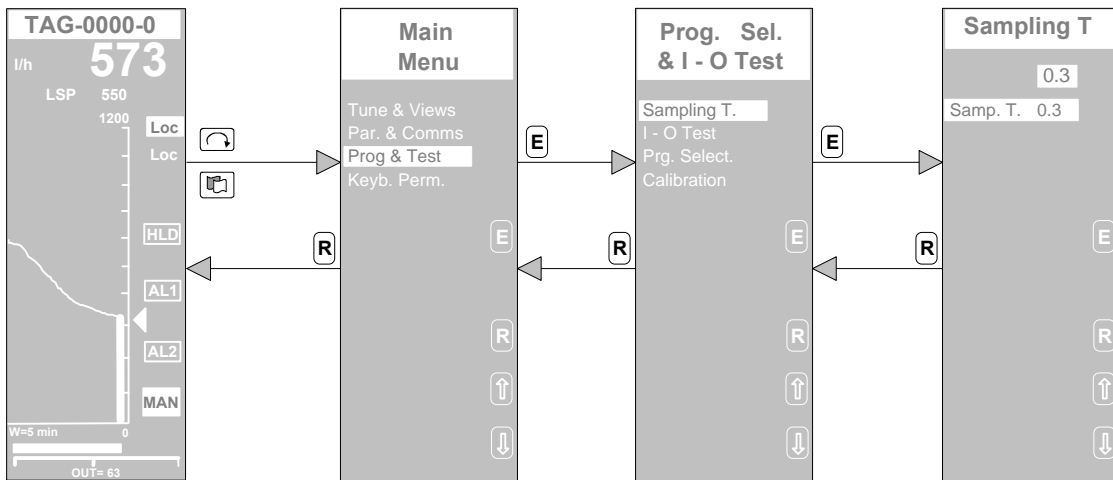 TAG-0000-0
l/h 573
LSP 550
1200
Loc
Loc
HLD
AL1
AL2
MAN
W=5 min 0
OUT= 63
R
Main
Menu
Tune & Views
Par. & Comms
Prog & Test
Keyb. Perm.
E
R
E
R
Prog. Sel.
& I - O Test
Sampling T.
I - O Test
Prg. Select.
Calibration
E
R
E
R
Sampling T
0.3
Samp. T. 0.3
E
R